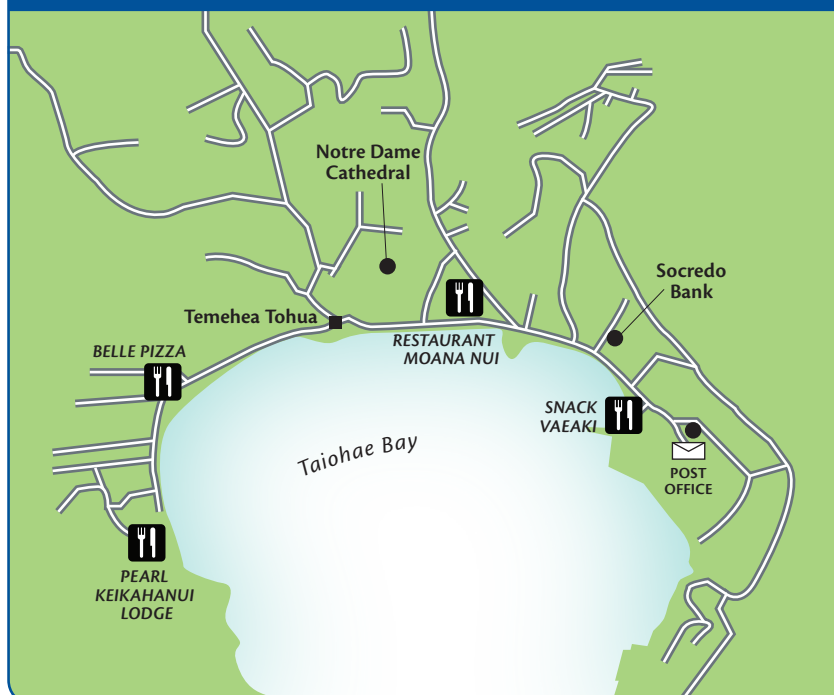 Notre Dame
Cathedral
Socredo
Bank
Temehea Tohua
BELLE PIZZA
RESTAURANT
MOANA NUI
SNACK
VAEAKI
Taiohae Bay
POST
OFFICE
PEARL
KEIKAHANUI
LODGE